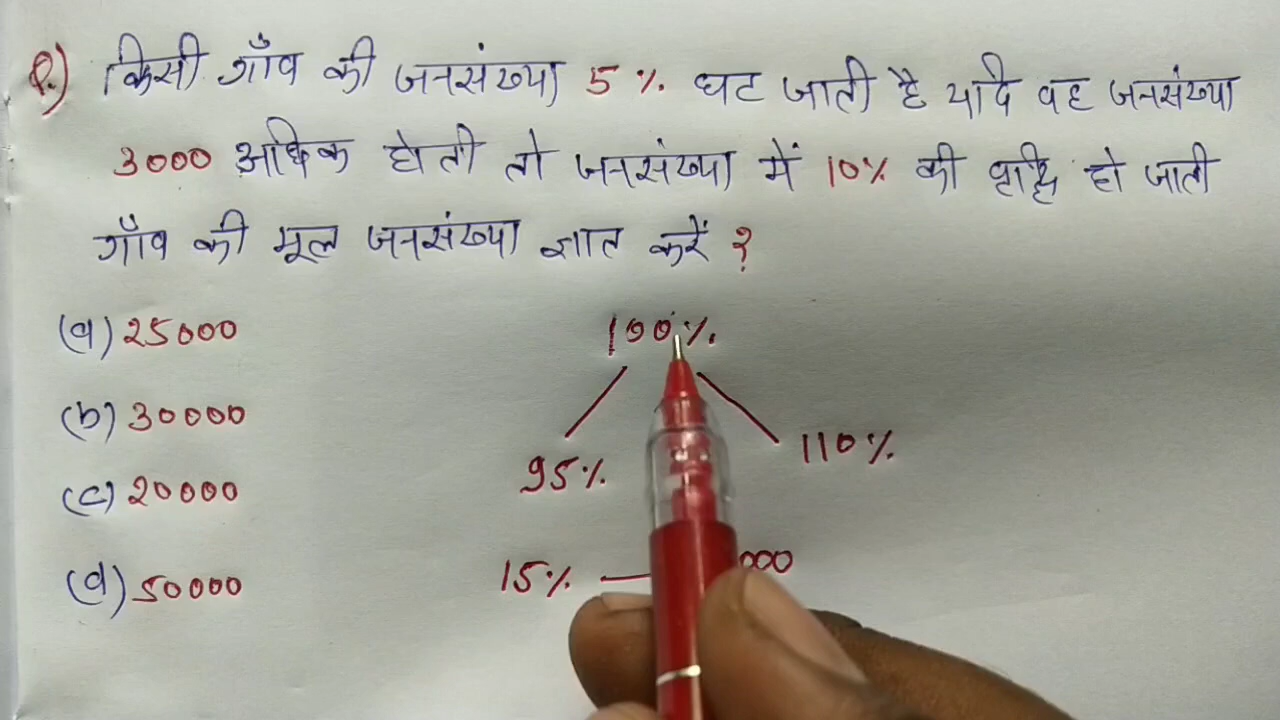 Q.) किसी गाँव की जनसंख्या 5 % घट जाती है यदि वह जनसंख्या
3000 अधिक होती तो जनसंख्या में 10% की वृद्धि हो जाती
गाँव की मूल जनसंख्या ज्ञात करें ?
(a) 25000
100%
(b) 30000
95%
110%
(c) 20000
(d) 50000
15% — 000